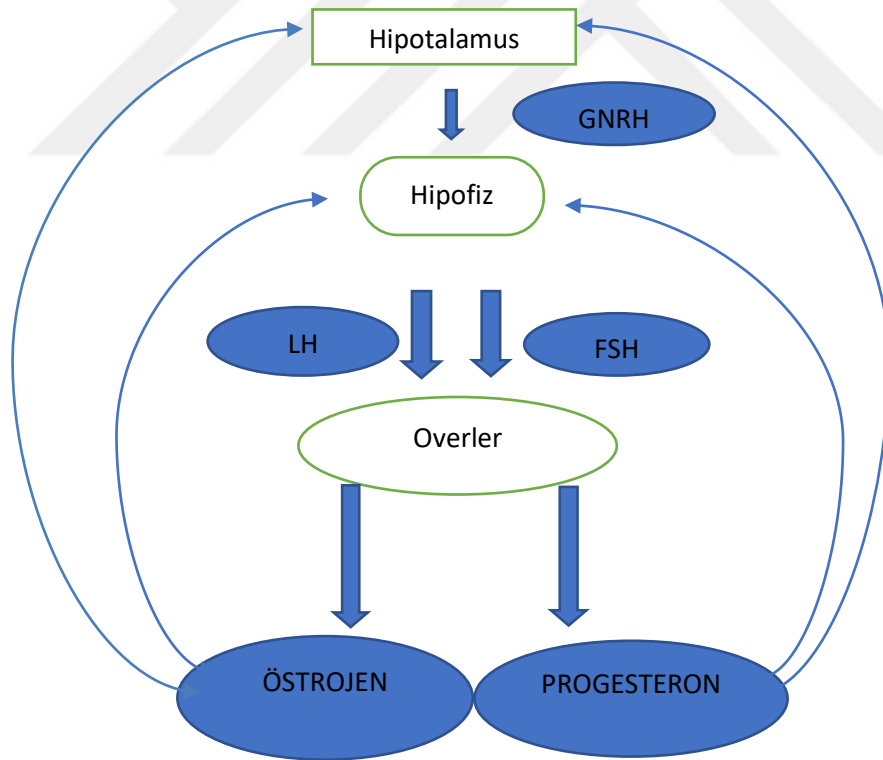 Hipotalamus
GNRH
Hipofiz
LH
FSH
Overler
ÖSTROJEN
PROGESTERON